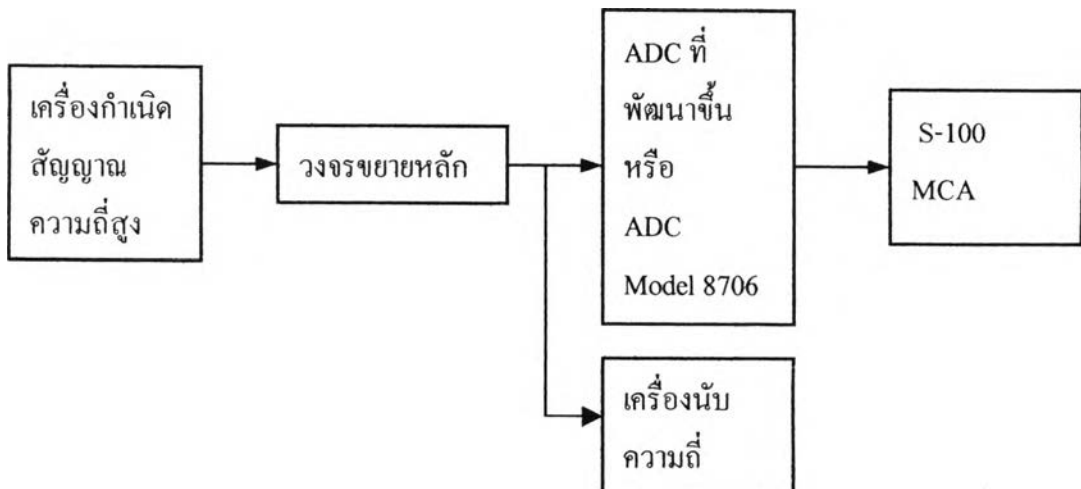 เครื่องกำเนิด
สัญญาณ
ความถี่สูง
วงจรขยายหลัก
ADC ที่
พัฒนาขึ้น
หรือ
ADC
Model 8706
S-100
MCA
เครื่องนับ
ความถี่